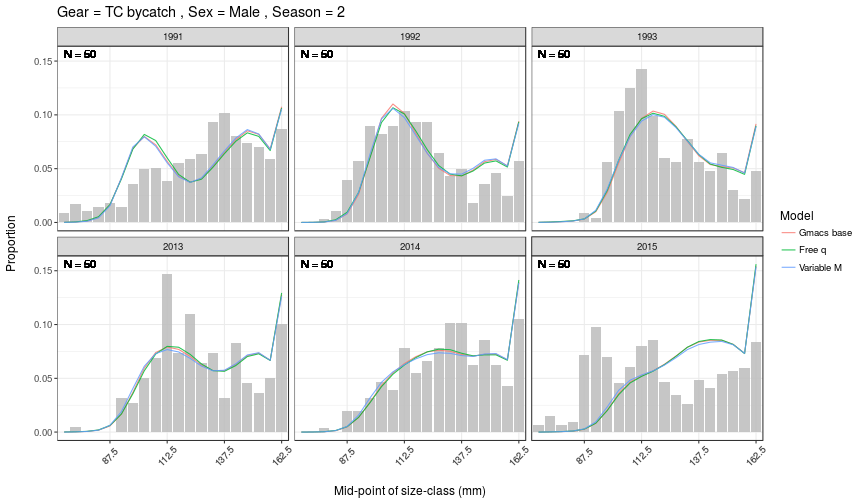 Gear = TC bycatch , Sex = Male , Season = 2
1991 1992 1993
N = 50 N = 50 N = 50
0.15
0.10
0.05
0.00
2013 2014 2015
N = 50 N = 50 N = 50
0.15
0.10
0.05
0.00
87.5 112.5 137.5 162.5 87.5 112.5 137.5 162.5 87.5 112.5 137.5 162.5
Mid-point of size-class (mm)
Proportion
Model
Gmacs base
Free q
Variable M